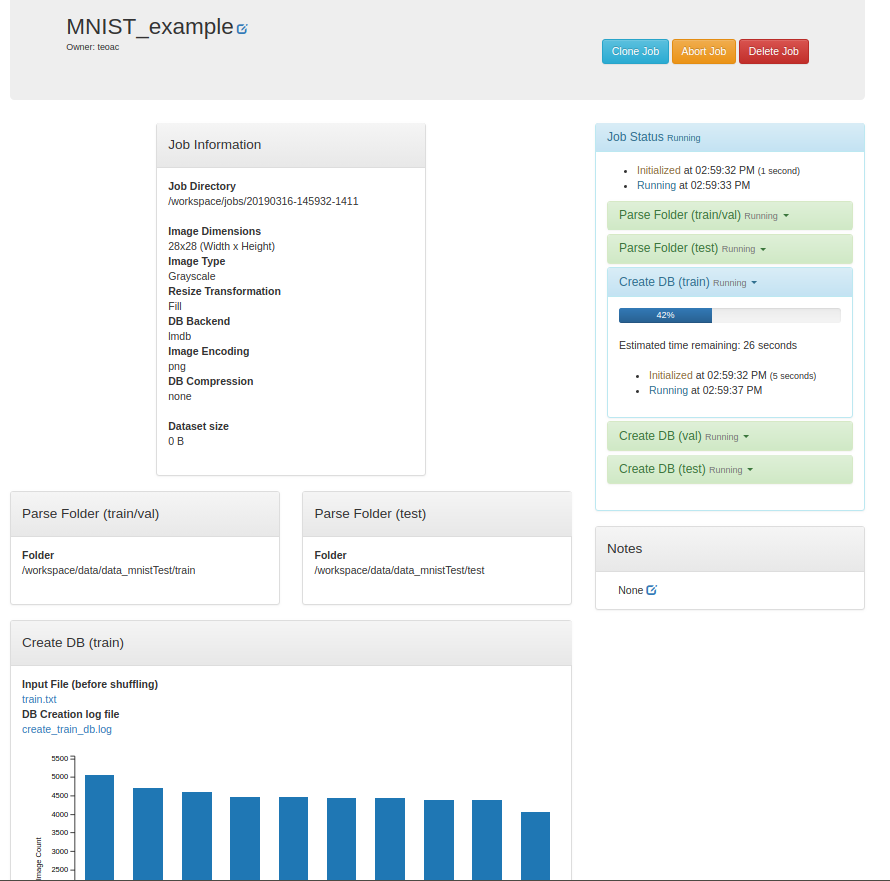 MNIST_example
Owner: teoac
Clone Job
Abort Job
Delete Job
Job Information
Job Directory
/workspace/jobs/20190316-145932-1411
Image Dimensions
28x28 (Width x Height)
Image Type
Grayscale
Resize Transformation
Fill
DB Backend
lmdb
Image Encoding
png
DB Compression
none
Dataset size
0 B
Parse Folder (train/val)
Folder
/workspace/data/data_mnistTest/train
Parse Folder (test)
Folder
/workspace/data/data_mnistTest/test
Create DB (train)
Input File (before shuffling)
train.txt
DB Creation log file
create_train_db.log
5500
5000
4500
4000
3500
3000
2500
Image Count
Job Status Running
Initialized at 02:59:32 PM (1 second)
Running at 02:59:33 PM
Parse Folder (train/val) Running
Parse Folder (test) Running
Create DB (train) Running
42%
Estimated time remaining: 26 seconds
Initialized at 02:59:32 PM (5 seconds)
Running at 02:59:37 PM
Create DB (val) Running
Create DB (test) Running
Notes
None